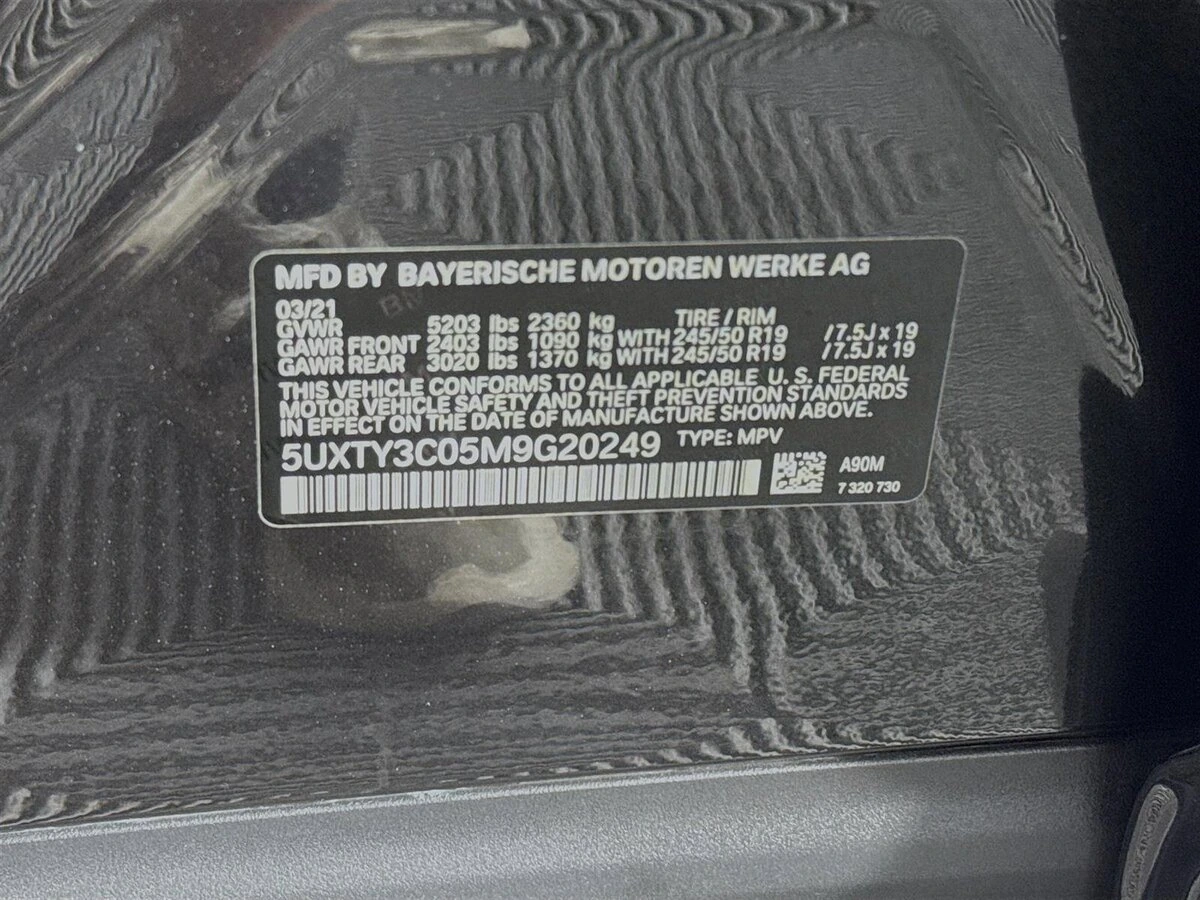 MFD BY BAYERISCHE MOTOREN WERKE AG
03/21
GVWR 5203 lbs 2360 kg TIRE / RIM
GAWR FRONT 2403 lbs 1090 kg WITH 245/50 R19 / 7.5J x 19
GAWR REAR 3020 lbs 1370 kg WITH 245/50 R19 / 7.5J x 19
THIS VEHICLE CONFORMS TO ALL APPLICABLE U. S. FEDERAL
MOTOR VEHICLE SAFETY AND THEFT PREVENTION STANDARDS
IN EFFECT ON THE DATE OF MANUFACTURE SHOWN ABOVE.
5UXTY3C05M9G20249 TYPE: MPV
A90M
7 320 730